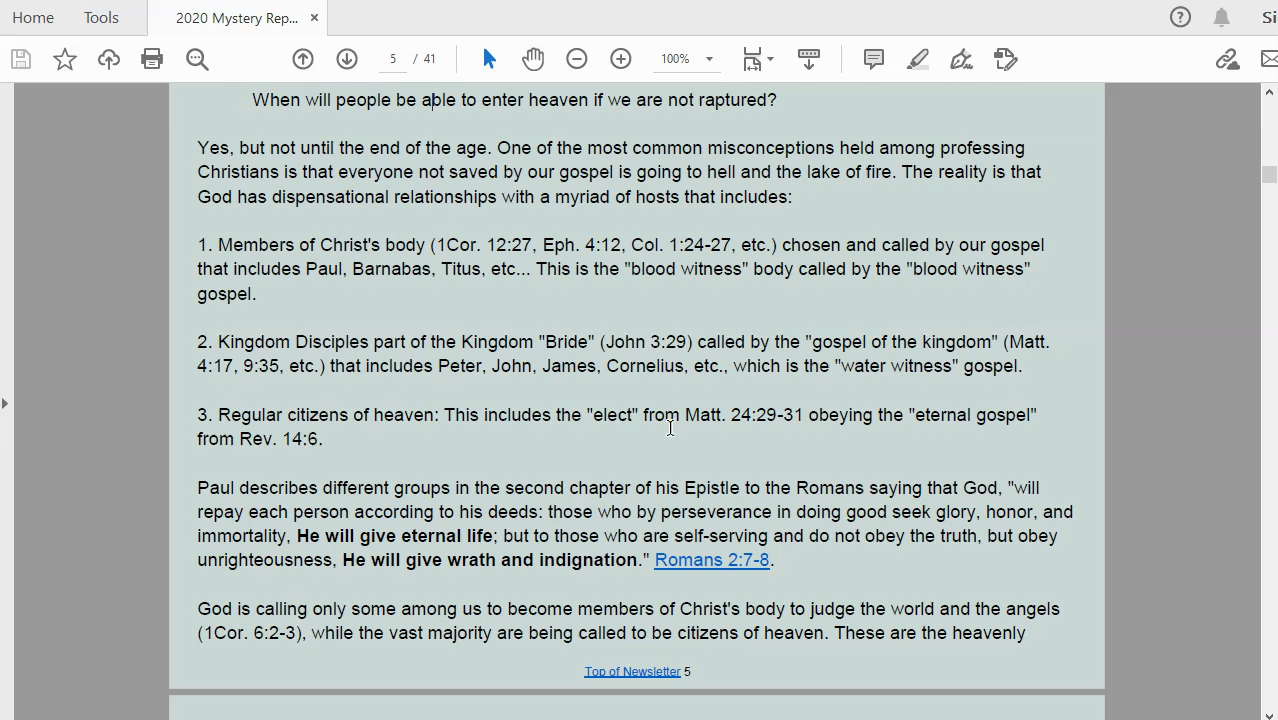 Home Tools 2020 Mystery Rep... × Si
5 / 41 100%
When will people be able to enter heaven if we are not raptured?
Yes, but not until the end of the age. One of the most common misconceptions held among professing
Christians is that everyone not saved by our gospel is going to hell and the lake of fire. The reality is that
God has dispensational relationships with a myriad of hosts that includes:
1. Members of Christ's body (1Cor. 12:27, Eph. 4:12, Col. 1:24-27, etc.) chosen and called by our gospel
that includes Paul, Barnabas, Titus, etc... This is the "blood witness" body called by the "blood witness"
gospel.
2. Kingdom Disciples part of the Kingdom "Bride" (John 3:29) called by the "gospel of the kingdom" (Matt.
4:17, 9:35, etc.) that includes Peter, John, James, Cornelius, etc., which is the "water witness" gospel.
3. Regular citizens of heaven: This includes the "elect" from Matt. 24:29-31 obeying the "eternal gospel"
from Rev. 14:6.
Paul describes different groups in the second chapter of his Epistle to the Romans saying that God, "will
repay each person according to his deeds: those who by perseverance in doing good seek glory, honor, and
immortality, He will give eternal life; but to those who are self-serving and do not obey the truth, but obey
unrighteousness, He will give wrath and indignation." Romans 2:7-8.
God is calling only some among us to become members of Christ's body to judge the world and the angels
(1Cor. 6:2-3), while the vast majority are being called to be citizens of heaven. These are the heavenly
Top of Newsletter 5